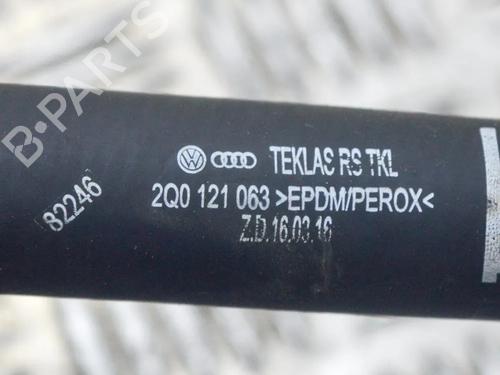 B-PARTS
TEKLAS RS TKL
2Q0 121 063 >EPDM/PEROX<
Z.D.16.03.16
82246